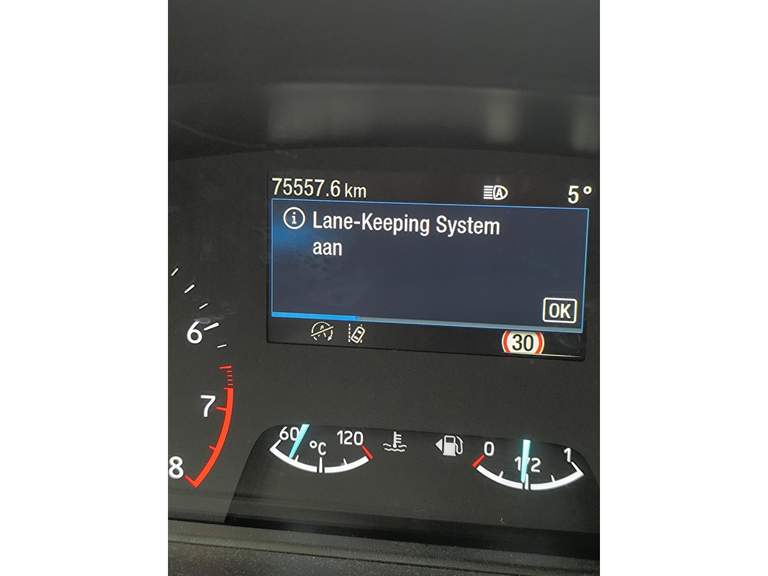 75557.6 km A 5°
i Lane-Keeping System
aan
OK
A 30
6
7
8
60 °C 120
0 1/2 1